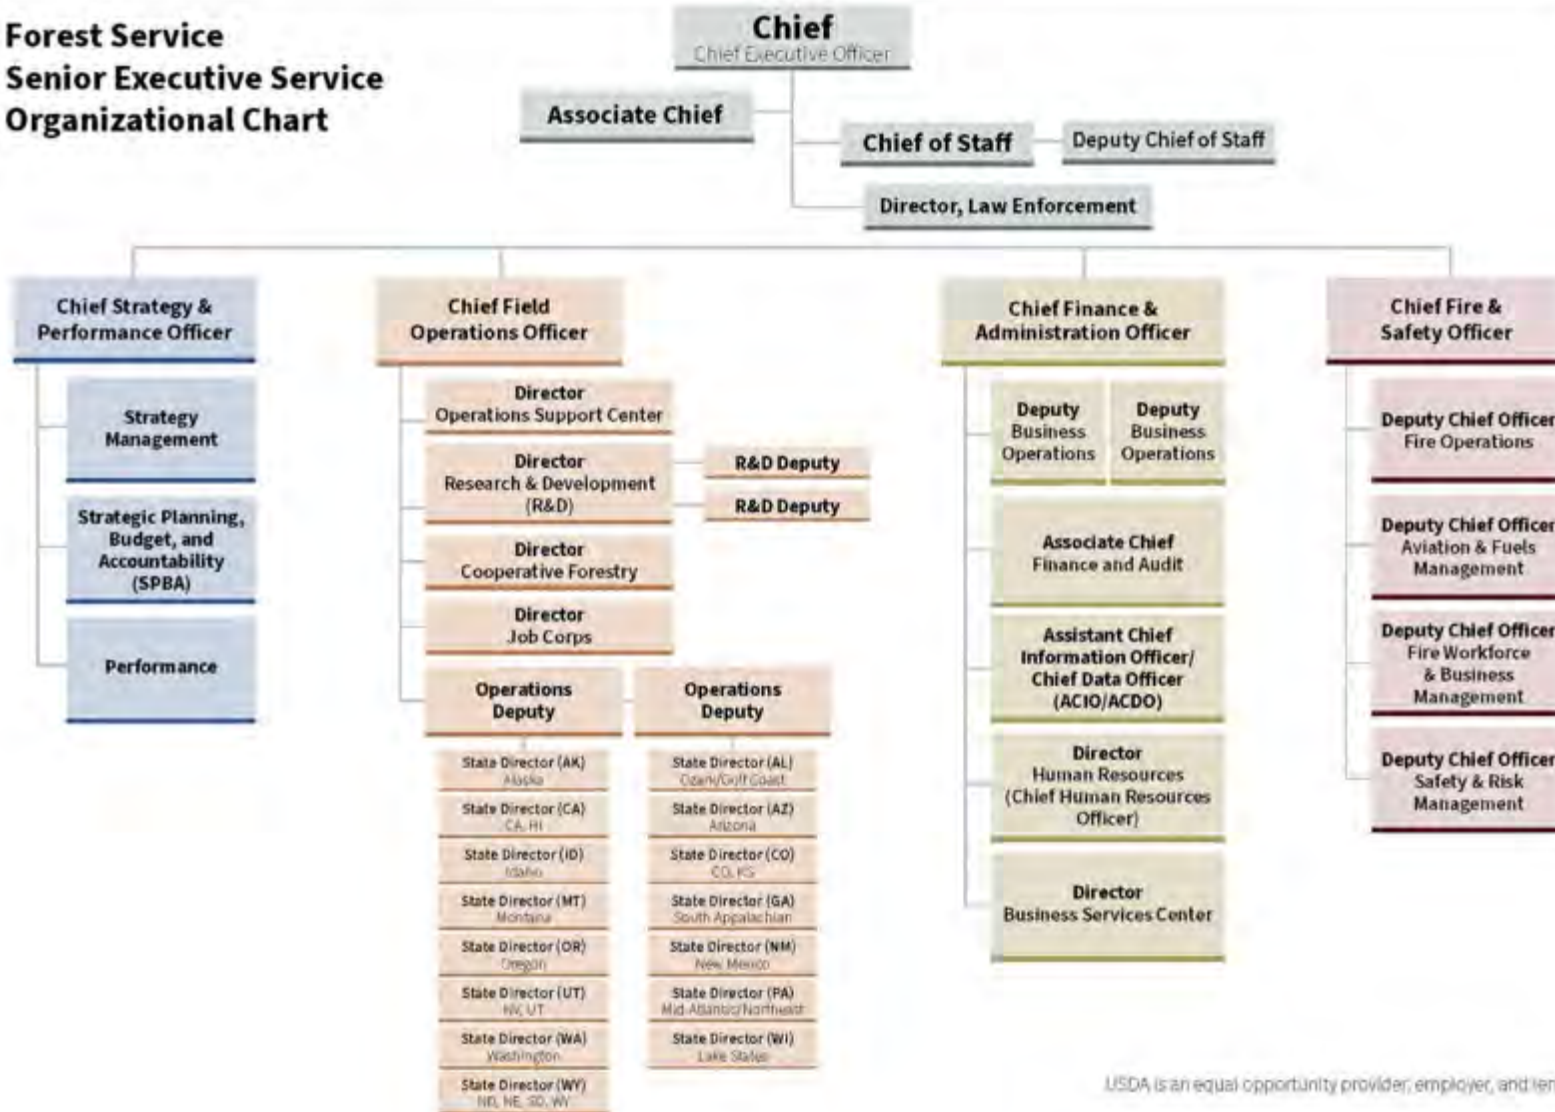 Forest Service
Senior Executive Service
Organizational Chart
Chief
Chief Executive Officer
Associate Chief
Chief of Staff
Deputy Chief of Staff
Director, Law Enforcement
Chief Strategy &
Performance Officer
Strategy
Management
Strategic Planning,
Budget, and
Accountability
(SPBA)
Performance
Chief Field
Operations Officer
Director
Operations Support Center
Director
Research & Development
(R&D)
R&D Deputy
R&D Deputy
Director
Cooperative Forestry
Director
Job Corps
Operations
Deputy
State Director (AK)
Alaska
State Director (CA)
CA, HI
State Director (ID)
Idaho
State Director (MT)
Montana
State Director (OR)
Oregon
State Director (UT)
NV, UT
State Director (WA)
Washington
State Director (WY)
ND, NE, SD, WY
Operations
Deputy
State Director (AL)
Ozark/Gulf Coast
State Director (AZ)
Arizona
State Director (CO)
CO, KS
State Director (GA)
South Appalachian
State Director (NM)
New Mexico
State Director (PA)
Mid-Atlantic/Northeast
State Director (WI)
Lake States
Chief Finance &
Administration Officer
Deputy
Business
Operations
Deputy
Business
Operations
Associate Chief
Finance and Audit
Assistant Chief
Information Officer/
Chief Data Officer
(ACIO/ACDO)
Director
Human Resources
(Chief Human Resources
Officer)
Director
Business Services Center
Chief Fire &
Safety Officer
Deputy Chief Officer
Fire Operations
Deputy Chief Officer
Aviation & Fuels
Management
Deputy Chief Officer
Fire Workforce
& Business
Management
Deputy Chief Officer
Safety & Risk
Management
USDA is an equal opportunity provider, employer, and